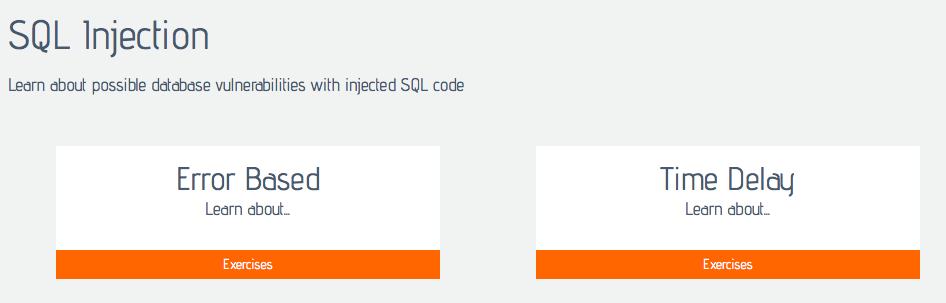 SQL Injection
Learn about possible database vulnerabilities with injected SQL code
Error Based
Learn about...
Exercises
Time Delay
Learn about...
Exercises